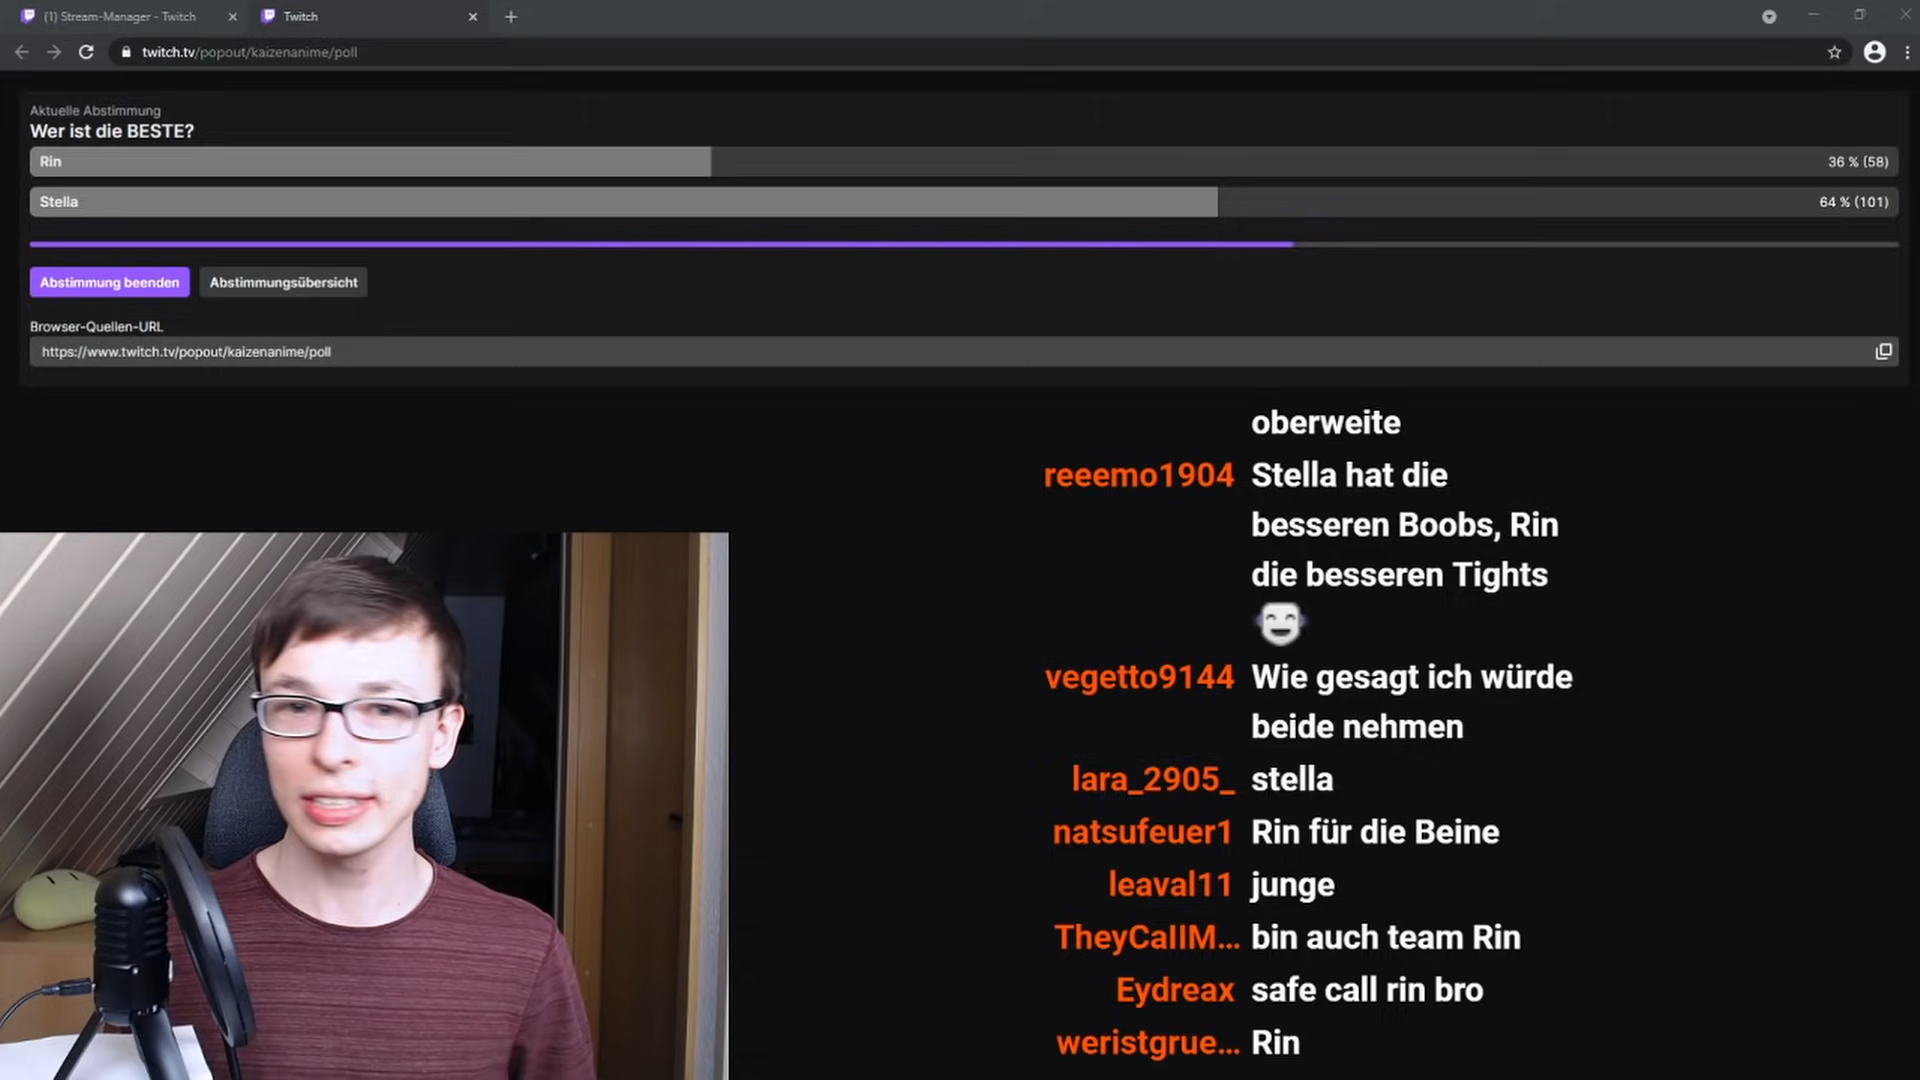 (1) Stream-Manager - Twitch
Twitch
twitch.tv/popout/kaizenanime/poll
Aktuelle Abstimmung
Wer ist die BESTE?
Rin 36 % (58)
Stella 64 % (101)
Abstimmung beenden Abstimmungsübersicht
Browser-Quellen-URL
https://www.twitch.tv/popout/kaizenanime/poll
oberweite
reeemo1904 Stella hat die
besseren Boobs, Rin
die besseren Tights
vegetto9144 Wie gesagt ich würde
beide nehmen
lara_2905_ stella
natsufeuer1 Rin für die Beine
leaval11 junge
TheyCallM... bin auch team Rin
Eydreax safe call rin bro
weristgrue... Rin